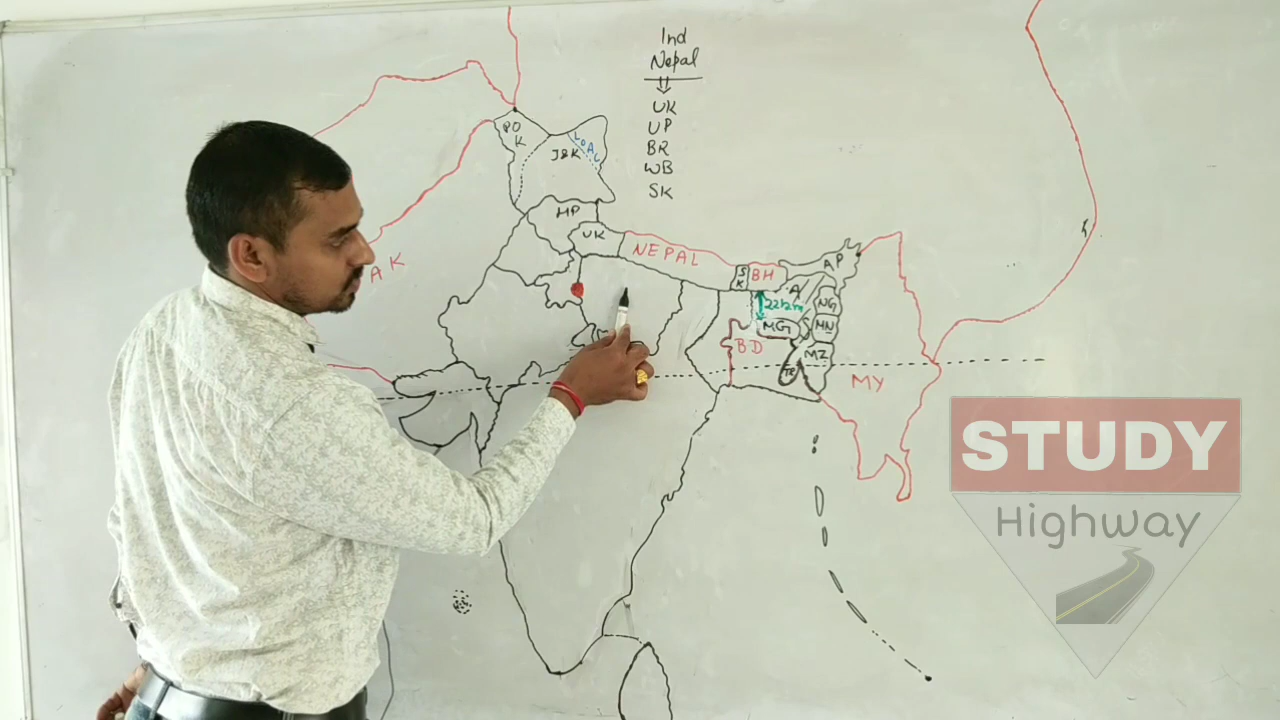 Ind
Nepal
UK
UP
BR
WB
SK
PO
K
J&K
LOAC
HP
UK
NEPAL
SK
BH
AP
A
22km
NG
MG
MN
BD
MZ
TR
MY
AK
STUDY
Highway